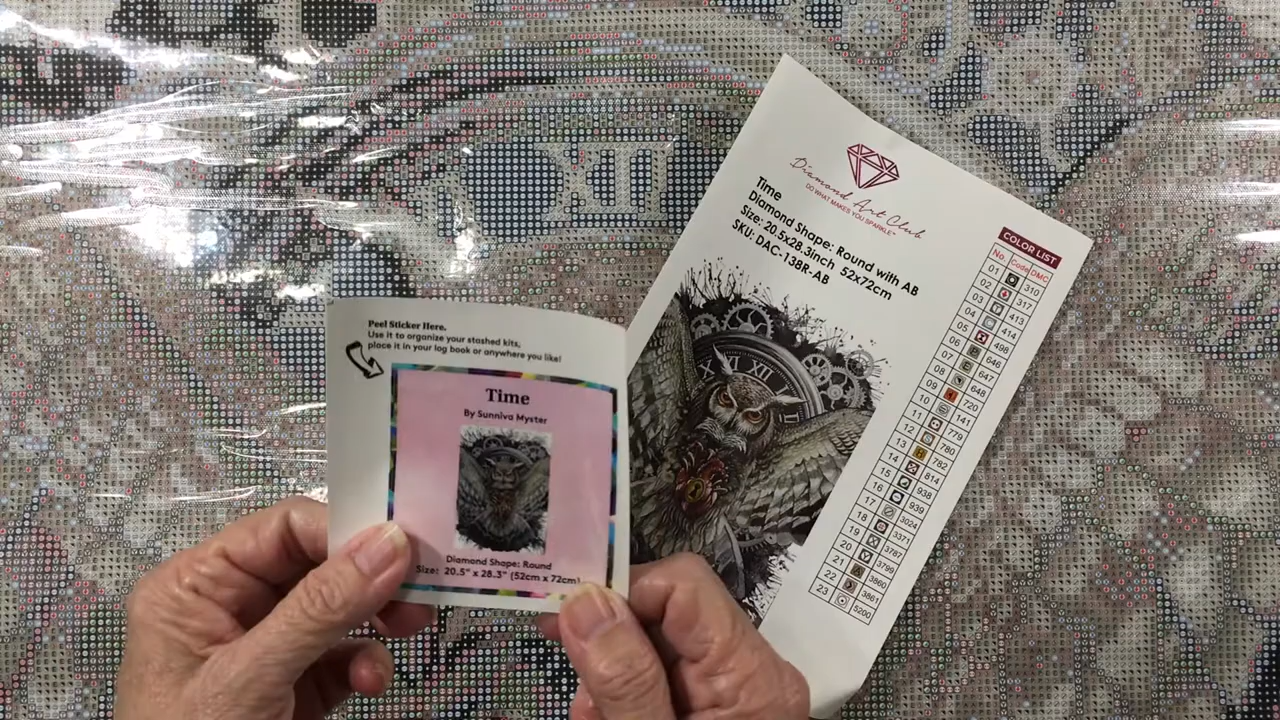 Peel Sticker Here.
Use it to organize your stashed kits,
place it in your log book or anywhere you like!
Time
By Sunniva Myster
Diamond Shape: Round
Size: 20.5" x 28.3" (52cm x 72cm)
Diamond Art Club
DO WHAT MAKES YOU SPARKLE™
Time
Diamond Shape: Round with AB
Size: 20.5x28.3inch 52x72cm
SKU: DAC-138R-AB
X XI XII
COLOR LIST
No. Code DMC
01 310
02 317
03 413
04 414
05 498
06 646
07 647
08 648
09 720
10 141
11 779
12 780
13 782
14 814
15 938
16 939
17 3024
18 3371
19 3787
20 3799
21 3860
22 3861
23 5200
XII